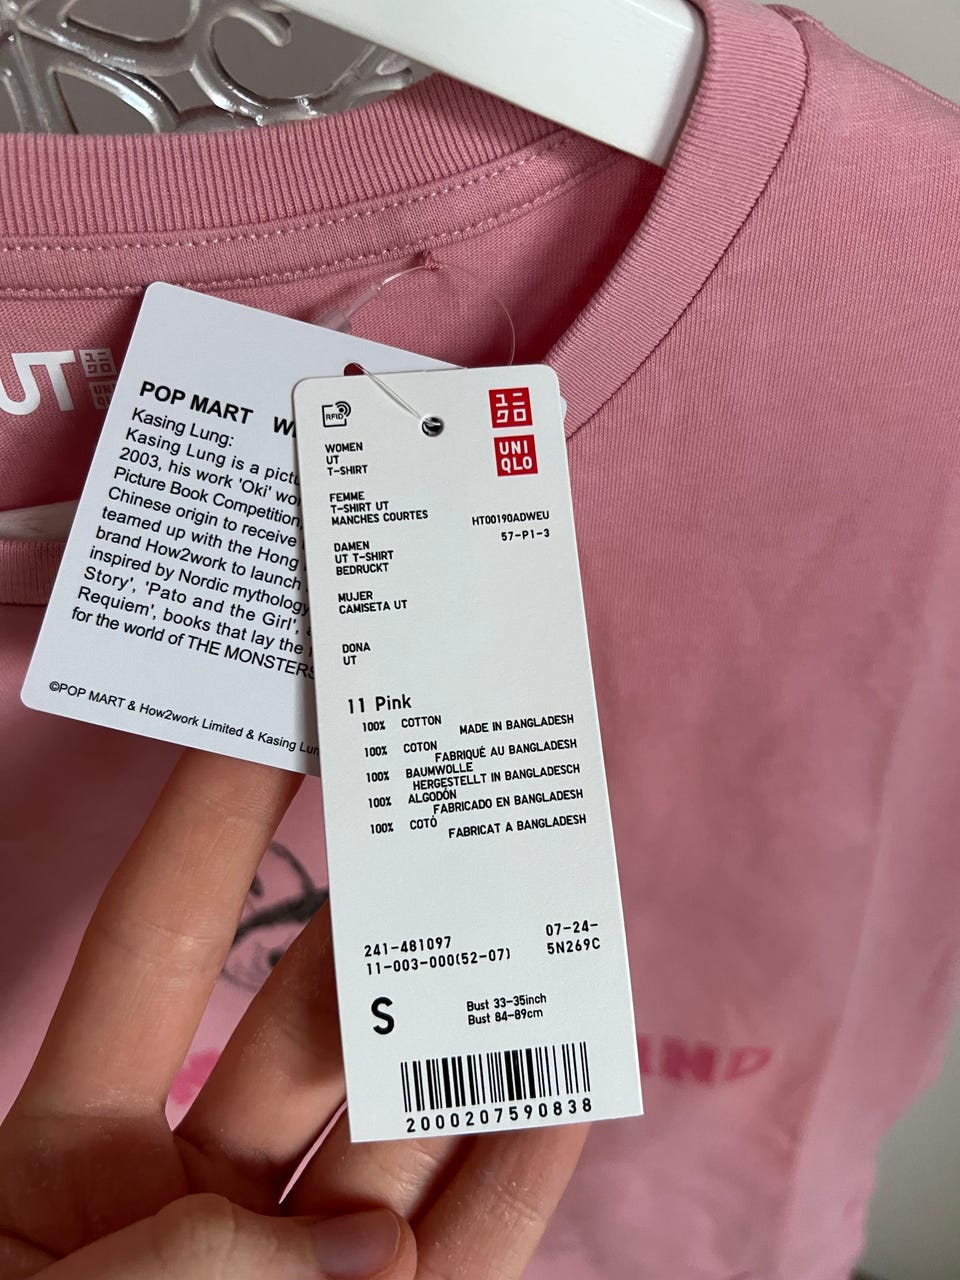 UT
ユニ
クロ
POP MART
Kasing Lung:
Kasing Lung is a
2003, his work 'Oki'
Picture Book Competition,
Chinese origin to receive
teamed up with the Hong
brand How2work to launch
inspired by Nordic mythology
Story', 'Pato and the Girl',
Requiem', books that lay the
for the world of THE MONSTERS
©POP MART & How2work Limited & Kasing
RFID
ユニ
クロ
UNI
QLO
WOMEN
UT
T-SHIRT
FEMME
T-SHIRT UT
MANCHES COURTES
HT00190ADWEU
57-P1-3
DAMEN
UT T-SHIRT
BEDRUCKT
MUJER
CAMISETA UT
DONA
UT
11 Pink
100% COTTON MADE IN BANGLADESH
100% COTON FABRIQUÉ AU BANGLADESH
100% BAUMWOLLE HERGESTELLT IN BANGLADESCH
100% ALGODÓN FABRICADO EN BANGLADESH
100% COTÓ FABRICAT A BANGLADESH
241-481097 07-24-
11-003-000(52-07) 5N269C
S
Bust 33-35inch
Bust 84-89cm
2000207590838